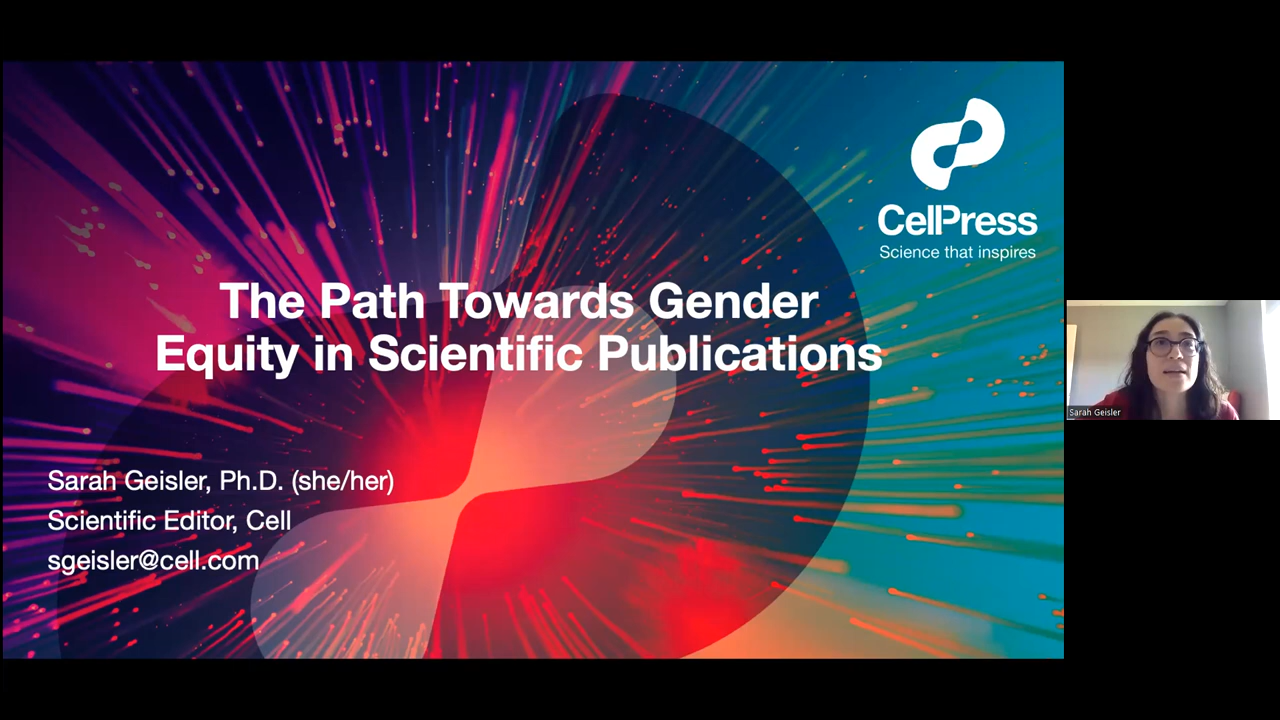 CellPress
Science that inspires
The Path Towards Gender
Equity in Scientific Publications
Sarah Geisler, Ph.D. (she/her)
Scientific Editor, Cell
sgeisler@cell.com
Sarah Geisler